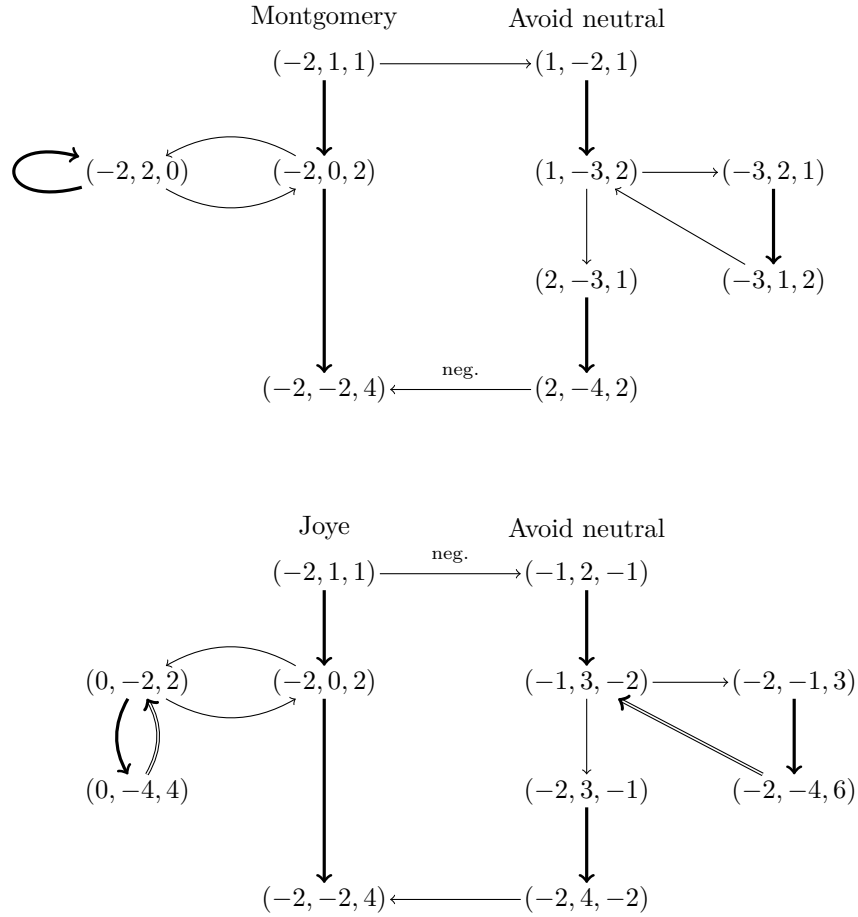 Montgomery Avoid neutral
(−2, 1, 1) (1, −2, 1)
(−2, 2, 0) (−2, 0, 2) (1, −3, 2) (−3, 2, 1)
(2, −3, 1) (−3, 1, 2)
neg.
(−2, −2, 4) (2, −4, 2)
Joye Avoid neutral
neg.
(−2, 1, 1) (−1, 2, −1)
(0, −2, 2) (−2, 0, 2) (−1, 3, −2) (−2, −1, 3)
(0, −4, 4) (−2, 3, −1) (−2, −4, 6)
(−2, −2, 4) (−2, 4, −2)